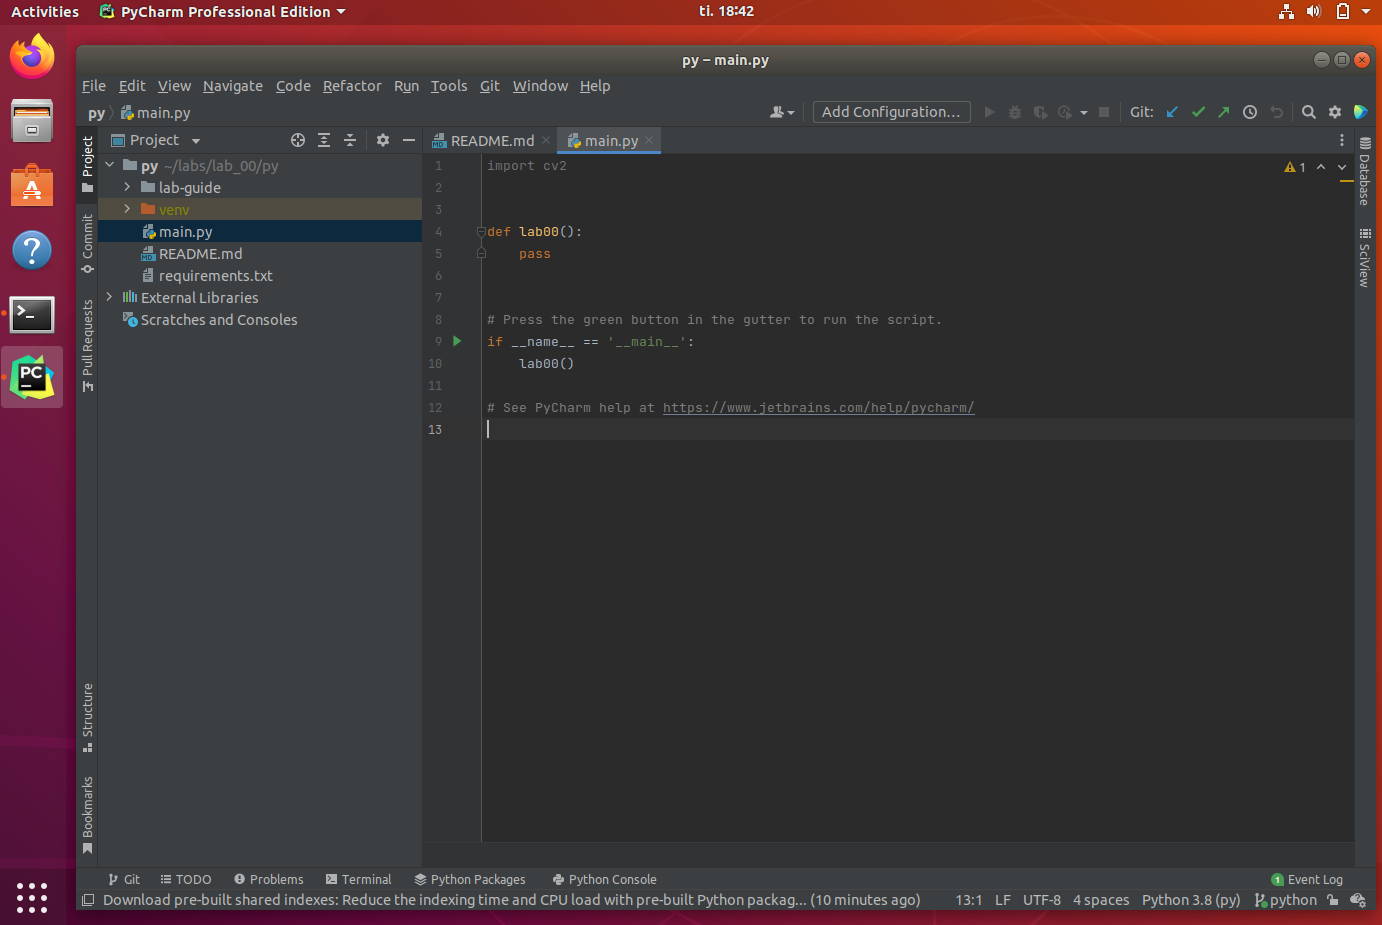 Activities PyCharm Professional Edition ti. 18:42
py – main.py
File Edit View Navigate Code Refactor Run Tools Git Window Help
py main.py Add Configuration... Git:
Project README.md main.py
py ~/labs/lab_00/py
lab-guide
venv
main.py
README.md
requirements.txt
External Libraries
Scratches and Consoles
Project
Commit
Pull Requests
Structure
Bookmarks
1 import cv2
2
3
4 def lab00():
5 pass
6
7
8 # Press the green button in the gutter to run the script.
9 if __name__ == '__main__':
10 lab00()
11
12 # See PyCharm help at https://www.jetbrains.com/help/pycharm/
13
1
Database
SciView
PC
Git TODO Problems Terminal Python Packages Python Console 1 Event Log
Download pre-built shared indexes: Reduce the indexing time and CPU load with pre-built Python packag... (10 minutes ago) 13:1 LF UTF-8 4 spaces Python 3.8 (py) python